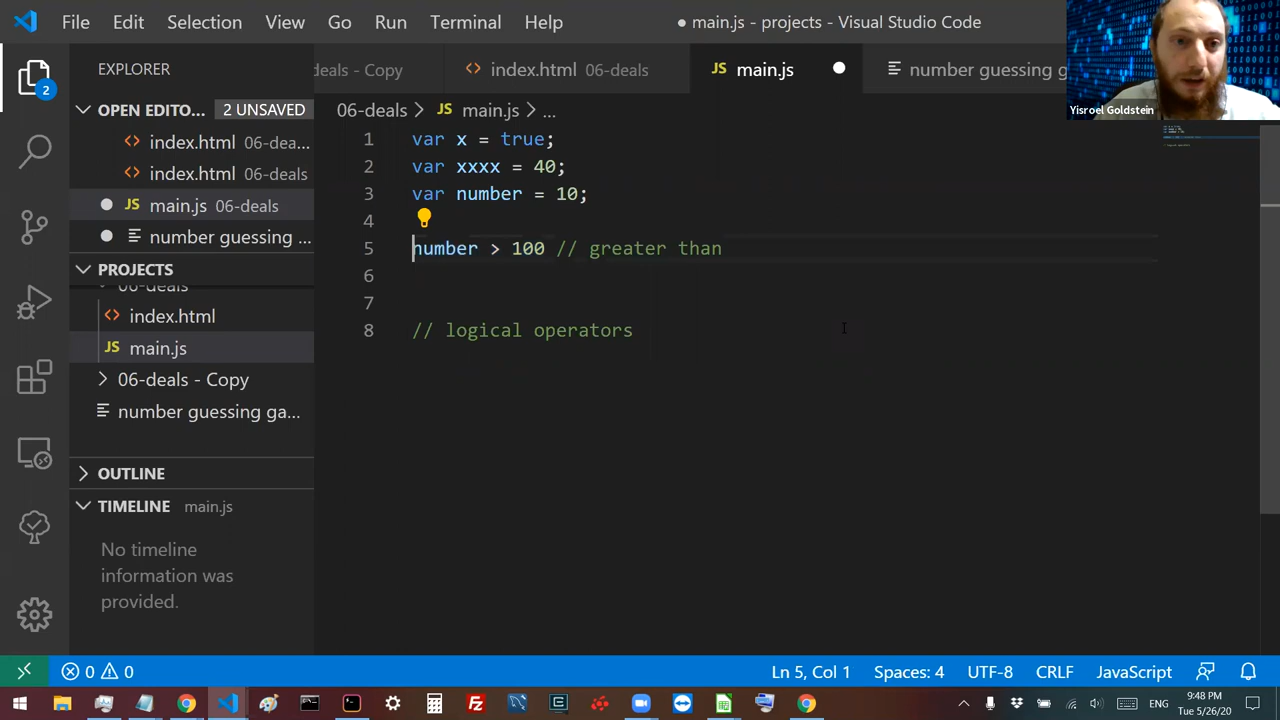 File Edit Selection View Go Run Terminal Help
● main.js - projects - Visual Studio Code
Yisroel Goldstein
EXPLORER
OPEN EDITO... 2 UNSAVED
index.html 06-dea...
index.html 06-deals
JS main.js 06-deals
number guessing ...
PROJECTS
06-deals
index.html
JS main.js
06-deals - Copy
number guessing ga...
OUTLINE
TIMELINE main.js
No timeline
information was
provided.
deals - Copy
index.html 06-deals
JS main.js
number guessing g
06-deals > JS main.js > ...
1 var x = true;
2 var xxxx = 40;
3 var number = 10;
4
5 number > 100 // greater than
6
7
8 // logical operators
2
0 0
Ln 5, Col 1 Spaces: 4 UTF-8 CRLF JavaScript
ENG
9:48 PM
Tue 5/26/20